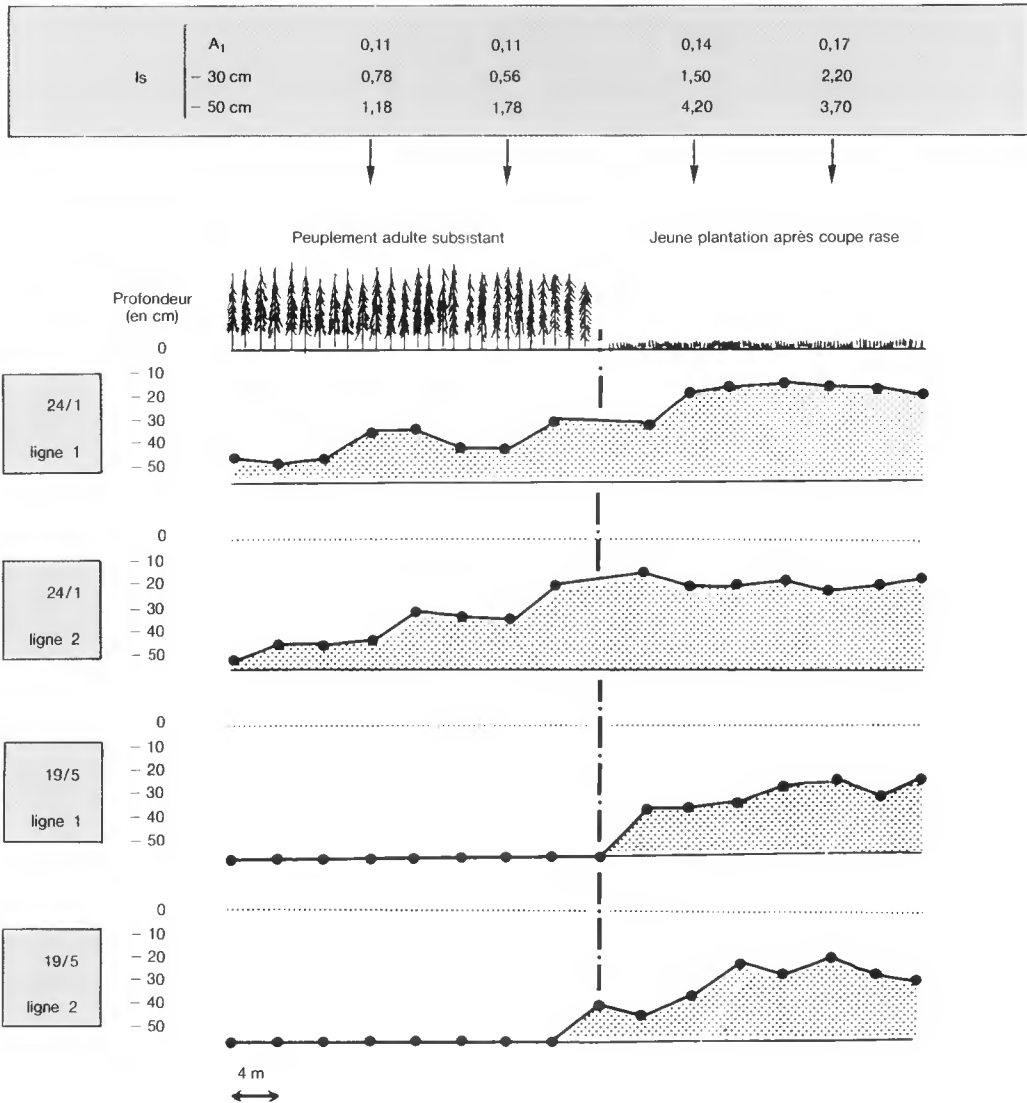 A1 0,11 0,11 0,14 0,17
Is − 30 cm 0,78 0,56 1,50 2,20
− 50 cm 1,18 1,78 4,20 3,70
Peuplement adulte subsistant Jeune plantation après coupe rase
Profondeur
(en cm)
0
− 10
− 20
− 30
− 40
− 50
24/1
ligne 1
0
− 10
− 20
− 30
− 40
− 50
24/1
ligne 2
0
− 10
− 20
− 30
− 40
− 50
19/5
ligne 1
0
− 10
− 20
− 30
− 40
− 50
19/5
ligne 2
4 m